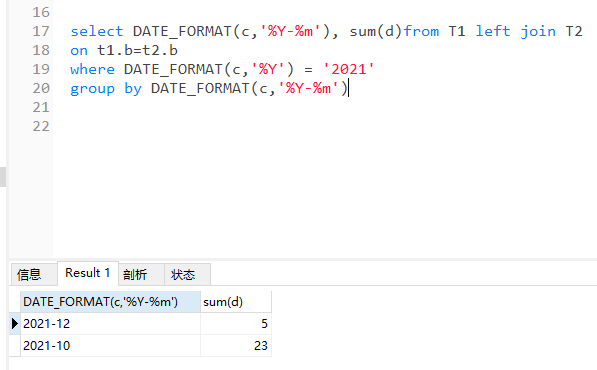 16
17 select DATE_FORMAT(c,'%Y-%m'), sum(d)from T1 left join T2
18 on t1.b=t2.b
19 where DATE_FORMAT(c,'%Y') = '2021'
20 group by DATE_FORMAT(c,'%Y-%m')
21
22
信息 Result 1 剖析 状态
DATE_FORMAT(c,'%Y-%m') sum(d)
2021-12 5
2021-10 23